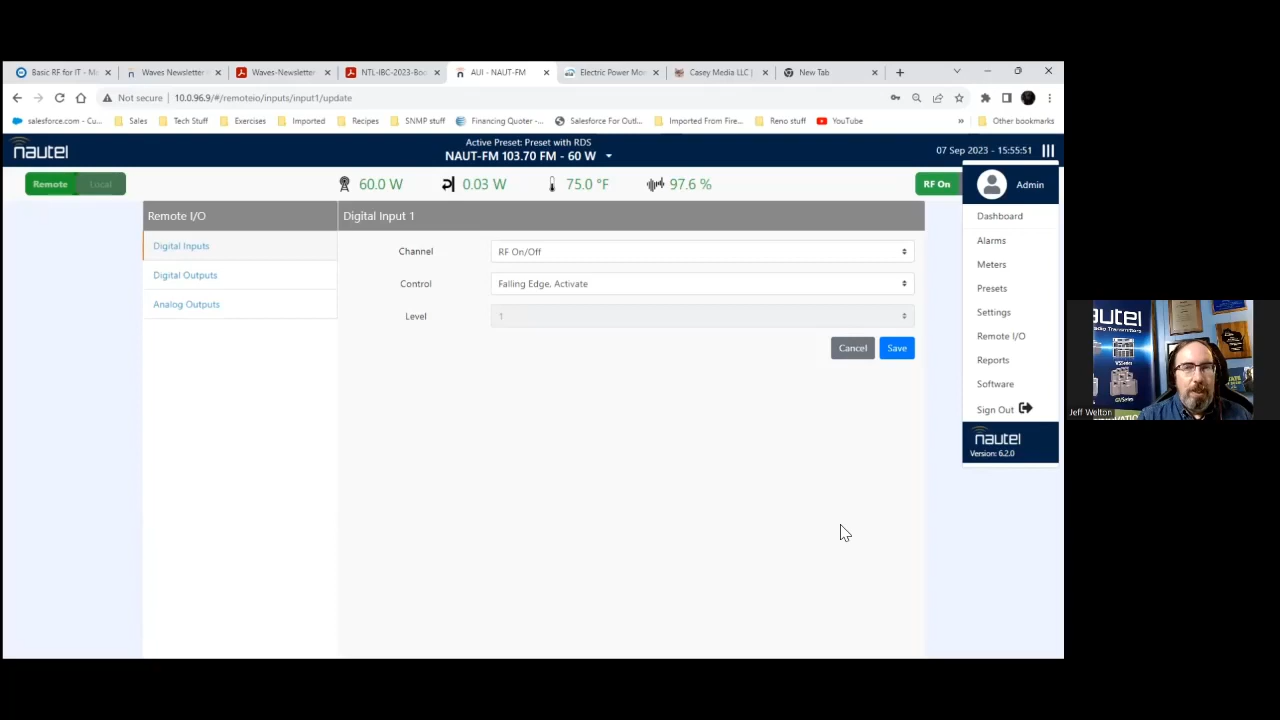 Basic RF for IT - M
Waves Newsletter
Waves-Newsletter
NTL-IBC-2023-Boo
AUI - NAUT-FM
Electric Power Mo
Casey Media LLC |
New Tab
Not secure
10.0.96.9/#/remoteio/inputs/input1/update
salesforce.com - Cu...
Sales
Tech Stuff
Exercises
Imported
Recipes
SNMP stuff
Financing Quoter -...
Salesforce For Outl...
Imported From Fire...
Reno stuff
YouTube
»
Other bookmarks
nautel
Active Preset: Preset with RDS
NAUT-FM 103.70 FM - 60 W
07 Sep 2023 - 15:55:51
Remote
Local
60.0 W
0.03 W
75.0 °F
97.6 %
RF On
Admin
Remote I/O
Digital Inputs
Digital Outputs
Analog Outputs
Digital Input 1
Channel
RF On/Off
Control
Falling Edge, Activate
Level
1
Cancel
Save
Dashboard
Alarms
Meters
Presets
Settings
Remote I/O
Reports
Software
Sign Out
nautel
Version: 6.2.0
autel
Jeff Welton